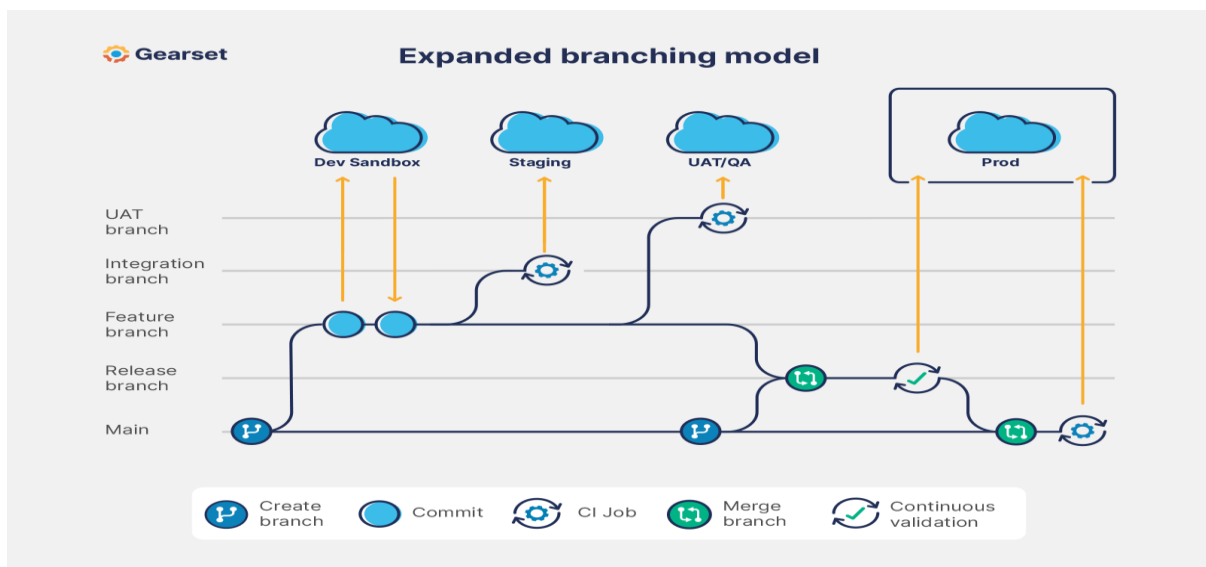 Gearset
Expanded branching model
Dev Sandbox
Staging
UAT/QA
Prod
UAT
branch
Integration
branch
Feature
branch
Release
branch
Main
Create
branch
Commit
CI Job
Merge
branch
Continuous
validation